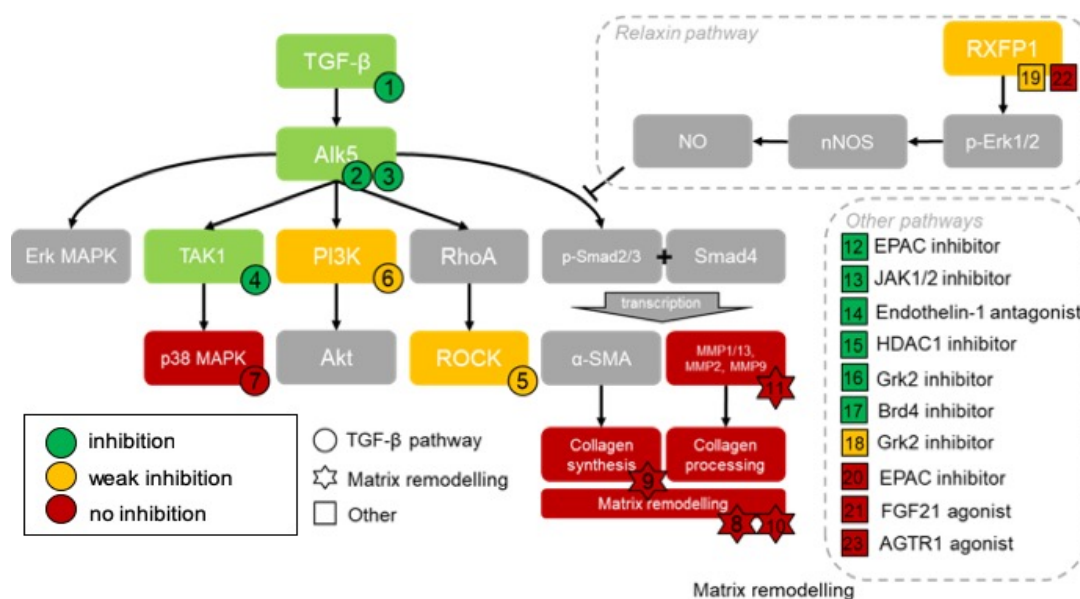 Relaxin pathway
TGF-β
1
RXFP1
19
22
Alk5
2
3
NO
nNOS
p-Erk1/2
Erk MAPK
TAK1
4
PI3K
6
RhoA
p-Smad2/3
+
Smad4
transcription
p38 MAPK
7
Akt
ROCK
5
α-SMA
MMP1/13,
MMP2, MMP9
11
Collagen
synthesis
9
Collagen
processing
Matrix remodelling
8
10
Other pathways
12 EPAC inhibitor
13 JAK1/2 inhibitor
14 Endothelin-1 antagonist
15 HDAC1 inhibitor
16 Grk2 inhibitor
17 Brd4 inhibitor
18 Grk2 inhibitor
20 EPAC inhibitor
21 FGF21 agonist
23 AGTR1 agonist
inhibition
weak inhibition
no inhibition
TGF-β pathway
Matrix remodelling
Other
Matrix remodelling